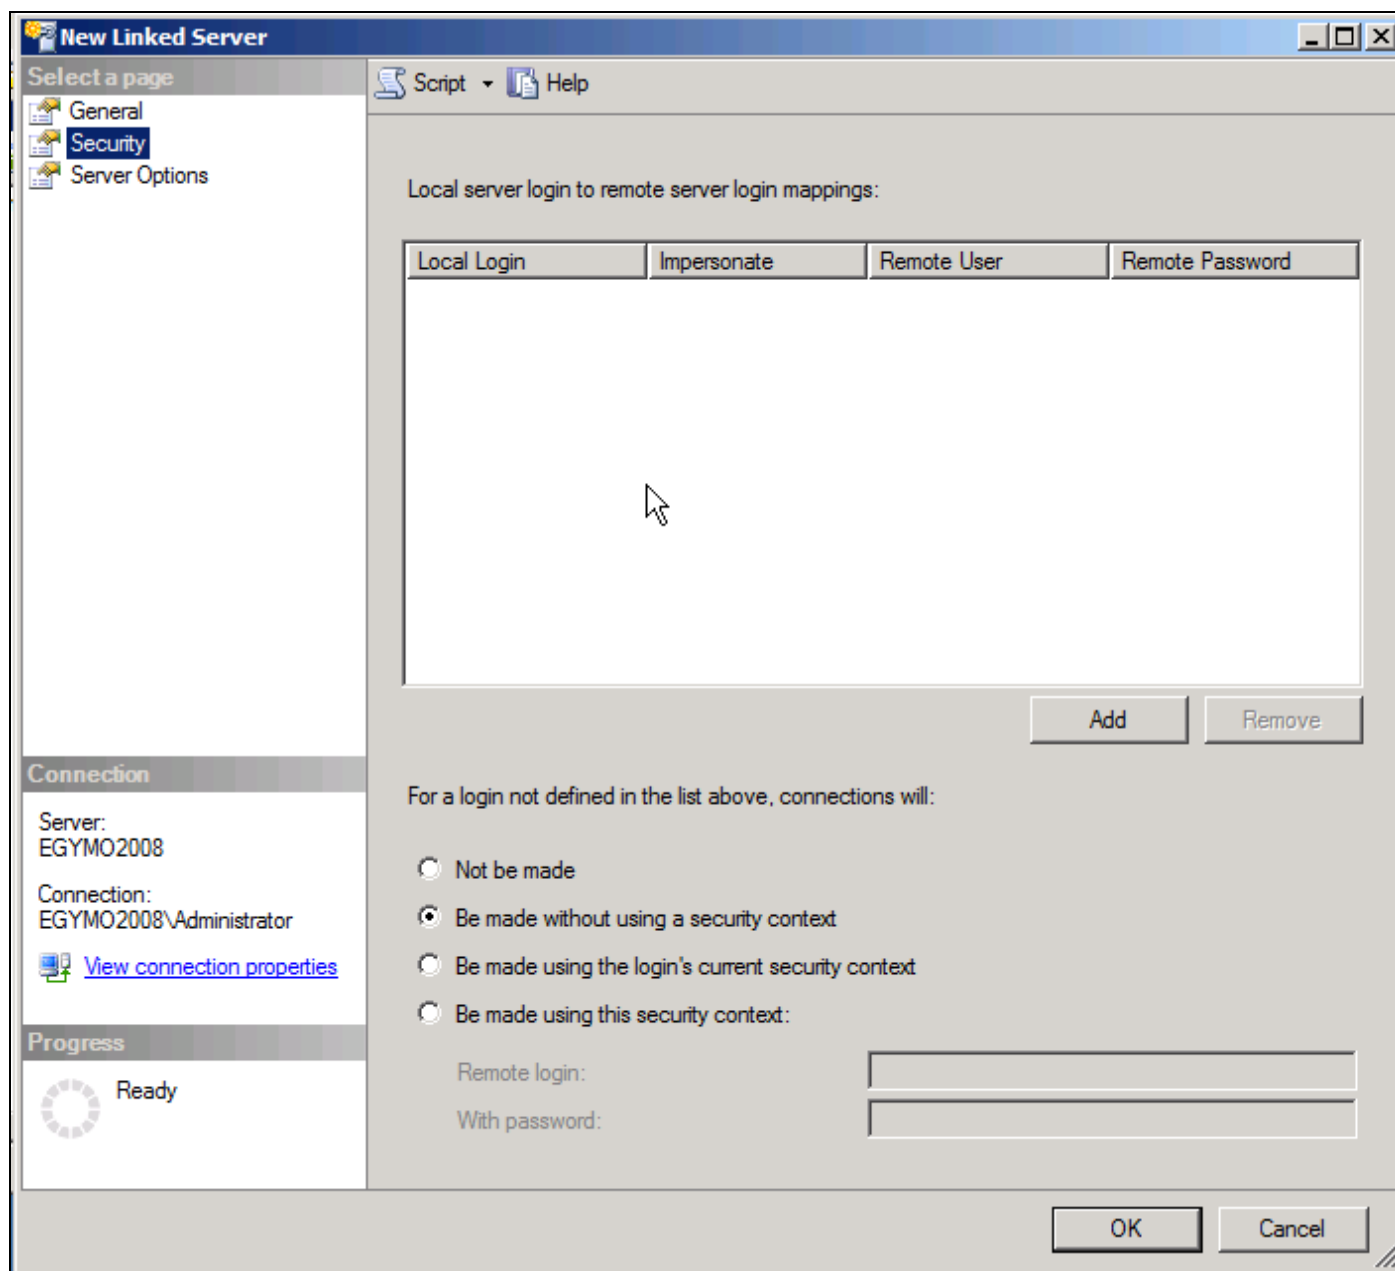 New Linked Server
Select a page
General
Security
Server Options
Script Help
Local server login to remote server login mappings:
Local Login Impersonate Remote User Remote Password
Add Remove
Connection
Server:
EGYMO2008
Connection:
EGYMO2008\Administrator
View connection properties
Progress
Ready
For a login not defined in the list above, connections will:
Not be made
Be made without using a security context
Be made using the login's current security context
Be made using this security context:
Remote login:
With password:
OK Cancel